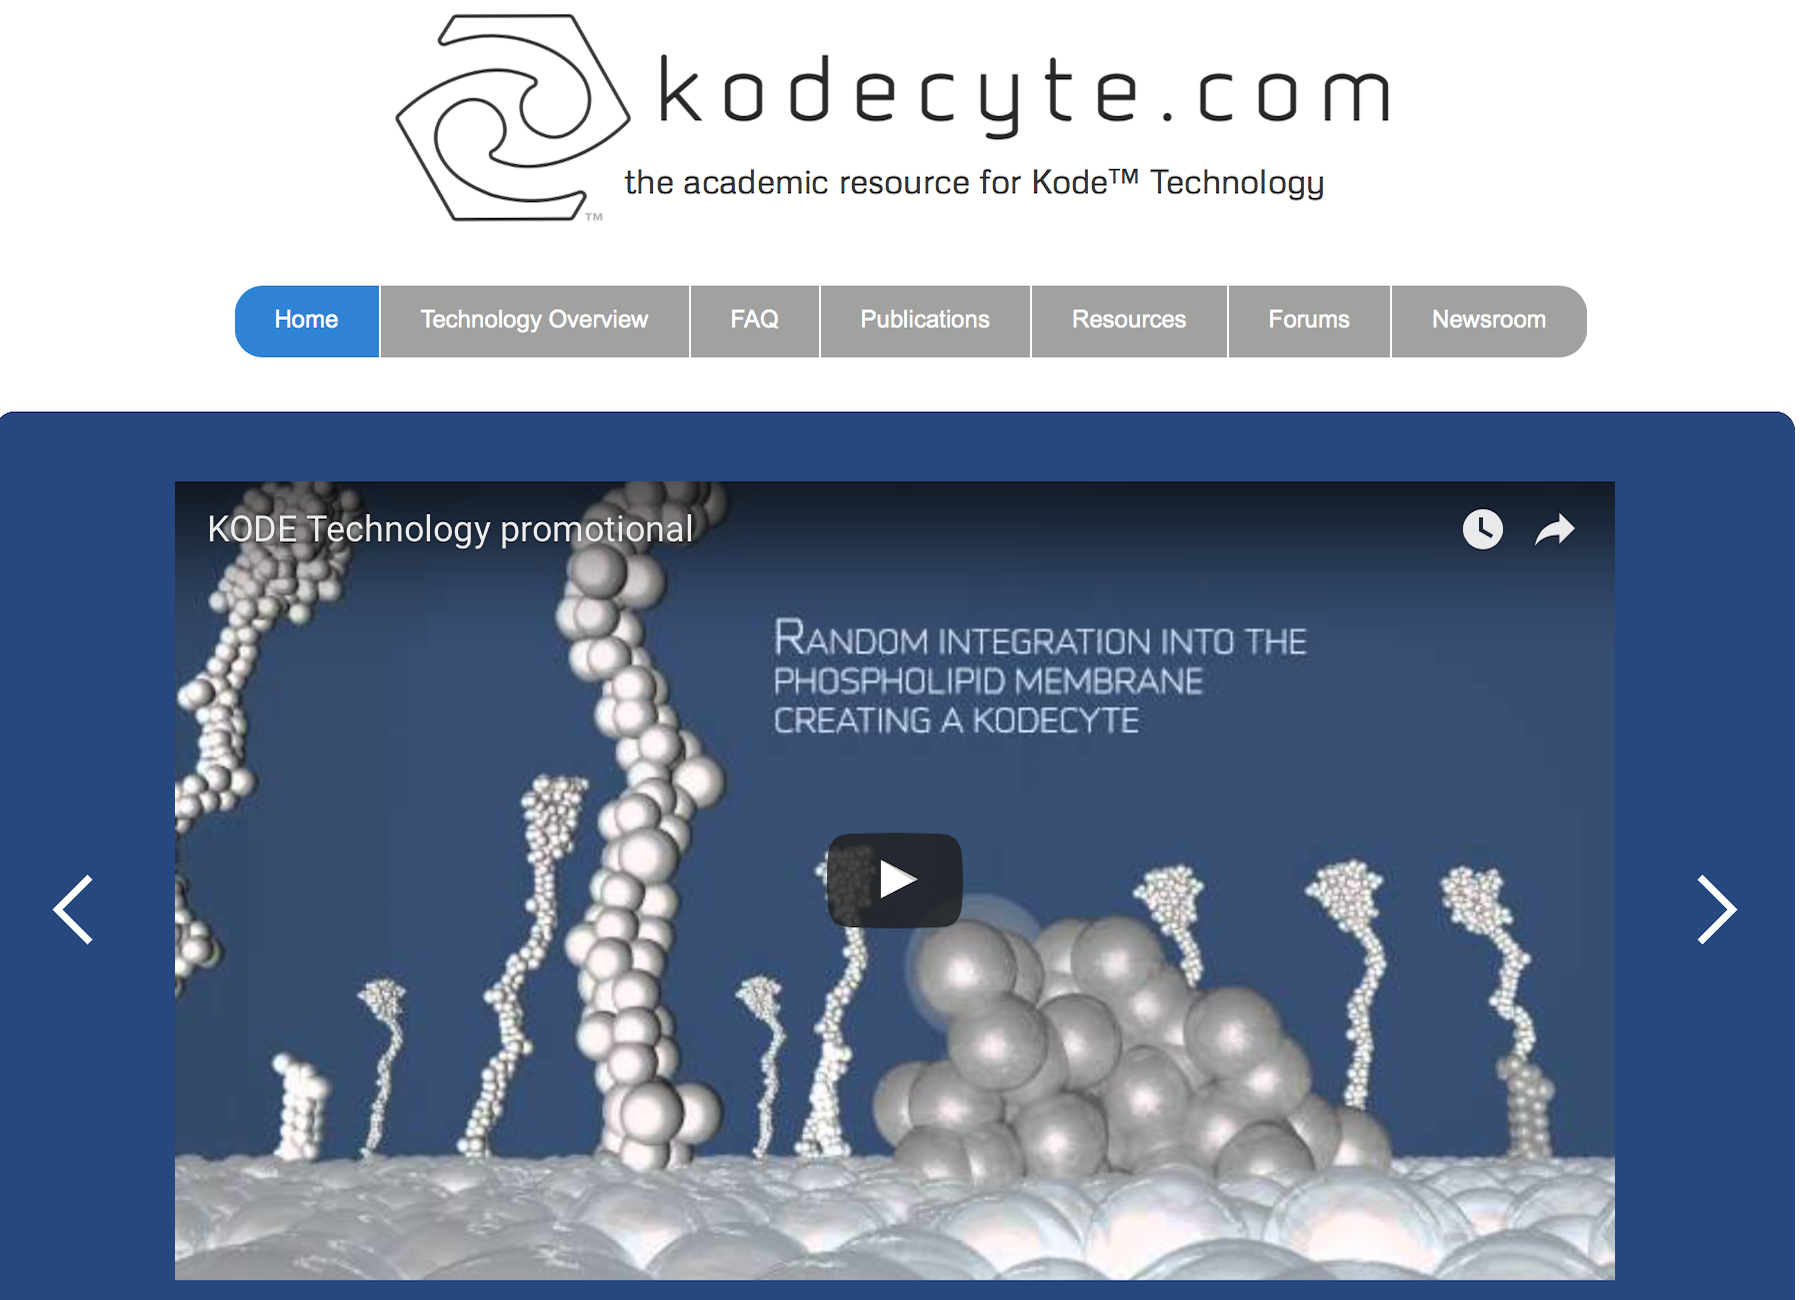 kodecyte.com
the academic resource for Kode™ Technology
TM
Home
Technology Overview
FAQ
Publications
Resources
Forums
Newsroom
KODE Technology promotional
RANDOM INTEGRATION INTO THE
PHOSPHOLIPID MEMBRANE
CREATING A KODECYTE